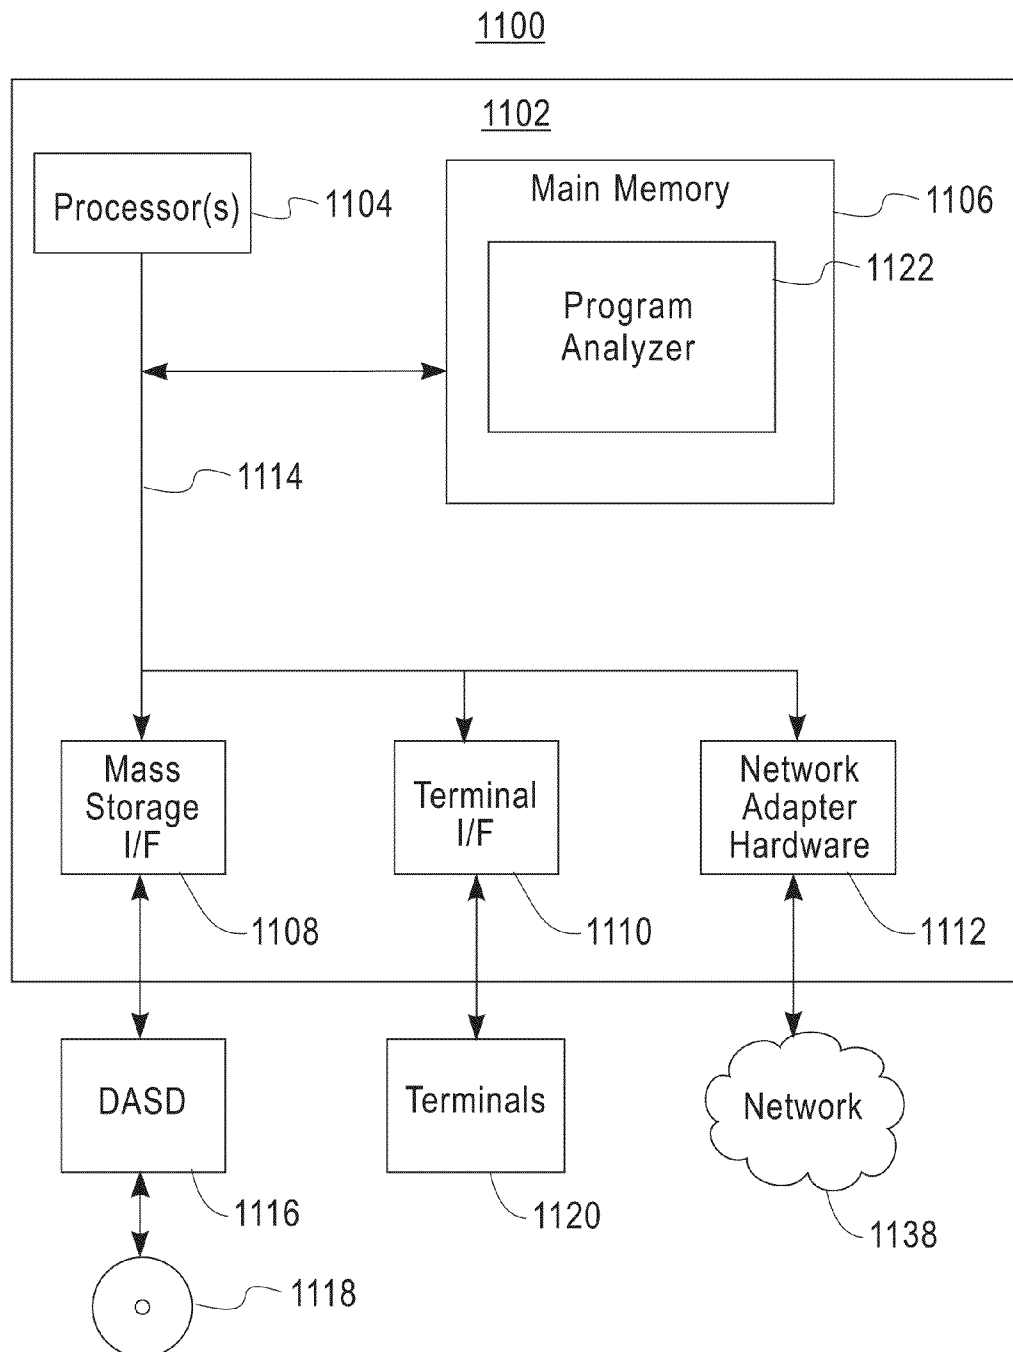 1100
1102
Processor(s)
1104
Main Memory
1106
1122
Program
Analyzer
1114
Mass
Storage
I/F
Terminal
I/F
Network
Adapter
Hardware
1108
1110
1112
DASD
Terminals
Network
1116
1120
1138
1118